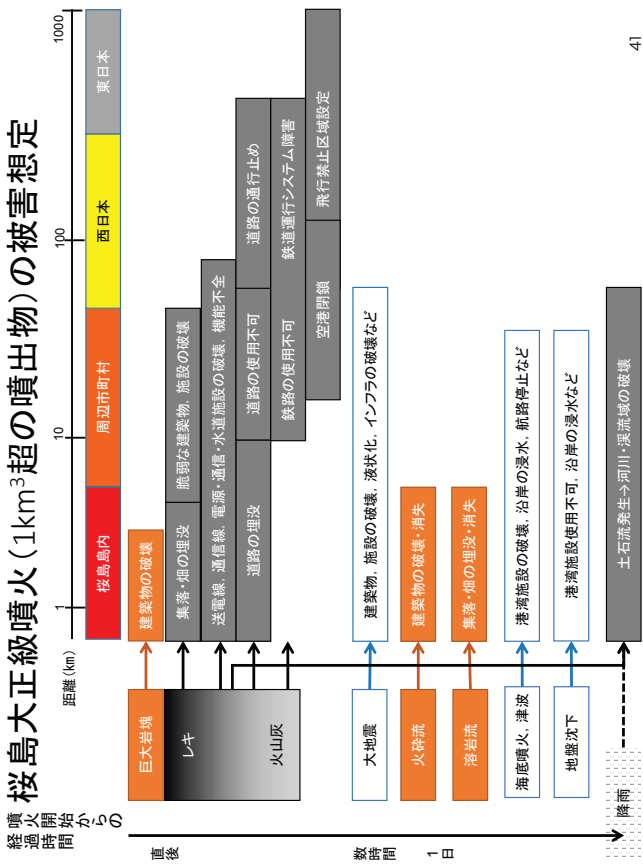 桜島大正級噴火(1km³超の噴出物)の被害想定
経過時間
噴火開始からの
距離(km)
1
10
100
1000
桜島島内
周辺市町村
西日本
東日本
直後
巨大岩塊
建築物の破壊
レキ
集落・畑の埋没
脆弱な建築物，施設の破壊
送電線，通信線，電源・通信・水道施設の破壊，機能不全
火山灰
道路の埋没
道路の使用不可
道路の通行止め
鉄路の使用不可
鉄道運行システム障害
空港閉鎖
飛行禁止区域設定
数時間
大地震
建築物，施設の破壊，液状化，インフラの破壊など
火砕流
建築物の破壊・消失
1日
溶岩流
集落・畑の埋没・消失
海底噴火，津波
港湾施設の破壊，沿岸の浸水，航路停止など
地盤沈下
港湾施設使用不可，沿岸の浸水など
降雨
土石流発生→河川・渓流域の破壊
41